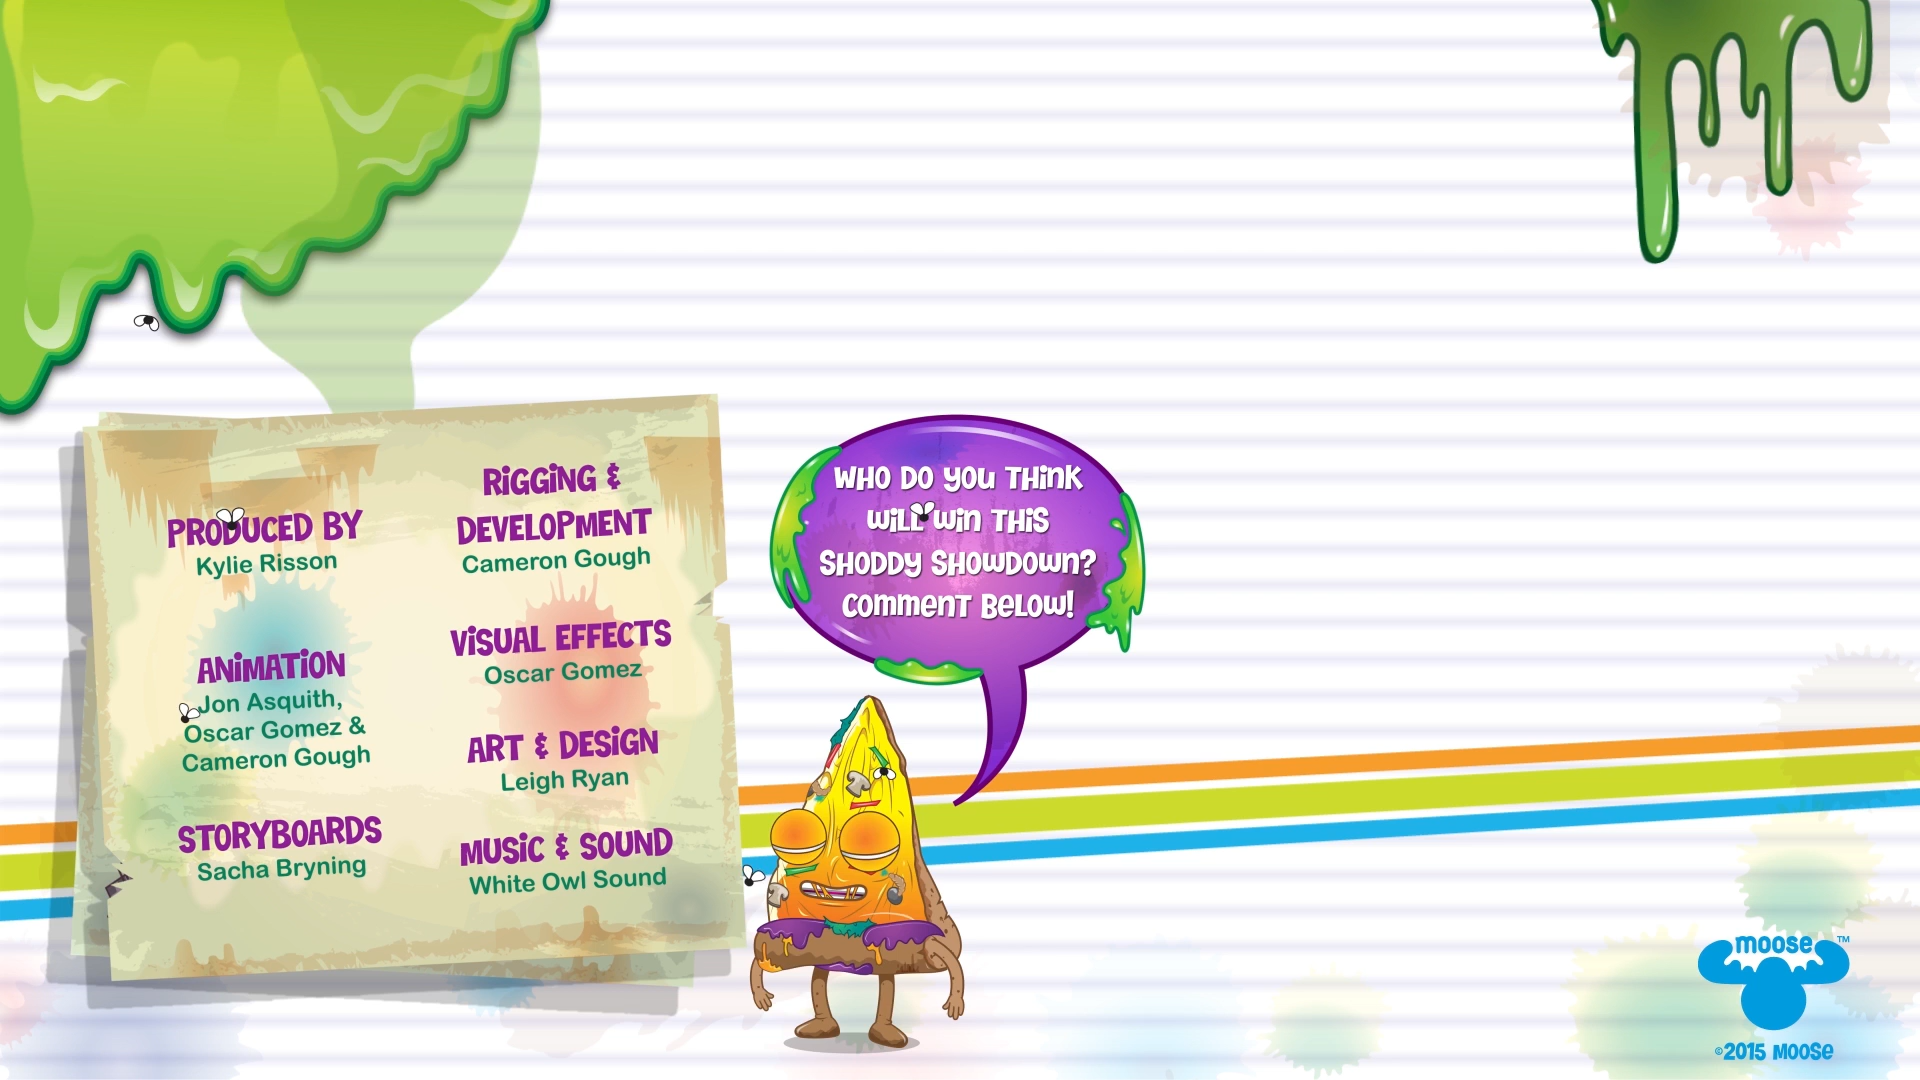 PRODUCED BY
Kylie Risson
ANiMATiON
Jon Asquith,
Oscar Gomez &
Cameron Gough
STORYBOARDS
Sacha Bryning
RiGGiNG &
DEVELOPMENT
Cameron Gough
ViSUAL EFFECTS
Oscar Gomez
ART & DESiGN
Leigh Ryan
MUSiC & SOUND
White Owl Sound
WHO DO YOU THiNK
WiLL WiN THiS
SHODDY SHOWDOWN?
COMMENT BELOW!
moose™
©2015 MOOSE